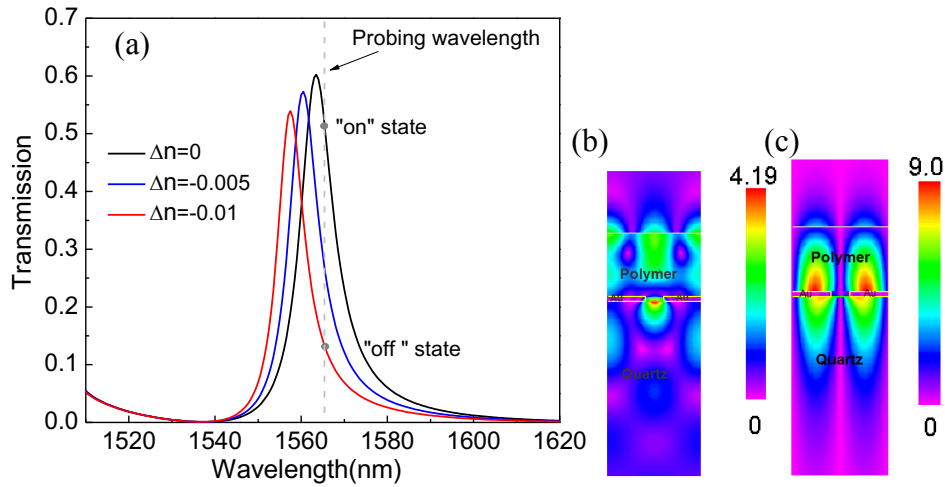 (a)
Probing wavelength
"on" state
Δn=0
Δn=-0.005
Δn=-0.01
"off " state
0.7
0.6
0.5
0.4
0.3
0.2
0.1
0.0
Transmission
1520
1540
1560
1580
1600
1620
Wavelength(nm)
(b)
4.19
Polymer
Au
Au
Quartz
0
(c)
9.0
Polymer
Au
Au
Quartz
0